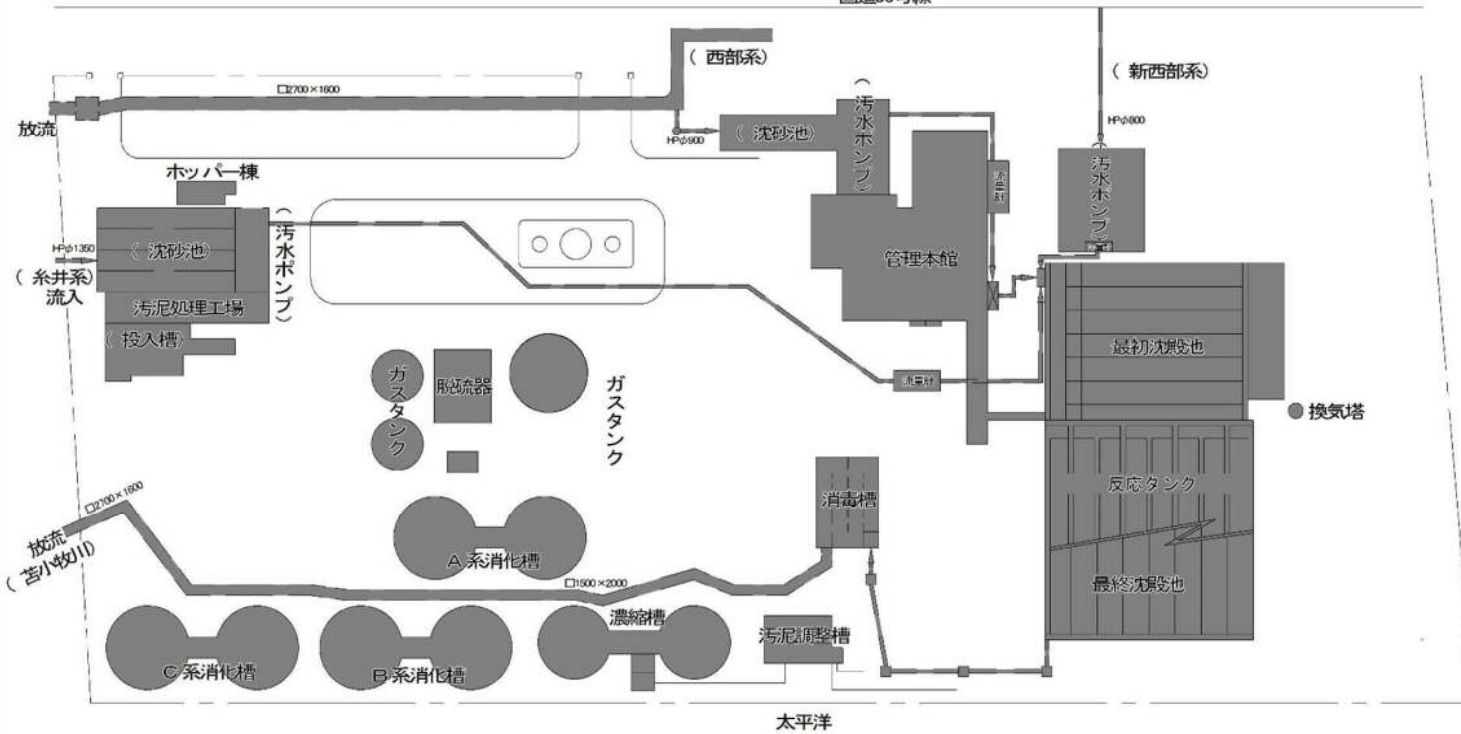 (西部系)
(新西部系)
□2700×1600
放流
HPφ900
(沈砂池)
(汚水ポンプ)
HPφ800
(汚水ポンプ)
ホッパー棟
流量計
HPφ1350
(沈砂池)
(汚水ポンプ)
管理本館
(糸井系)
流入
汚泥処理工場
(投入槽)
最初沈殿池
ガスタンク
脱硫器
ガスタンク
流量計
換気塔
□2700×1600
消毒槽
反応タンク
放流
(苫小牧川)
A系消化槽
□1500×2000
最終沈殿池
濃縮槽
汚泥調整槽
C系消化槽
B系消化槽
太平洋